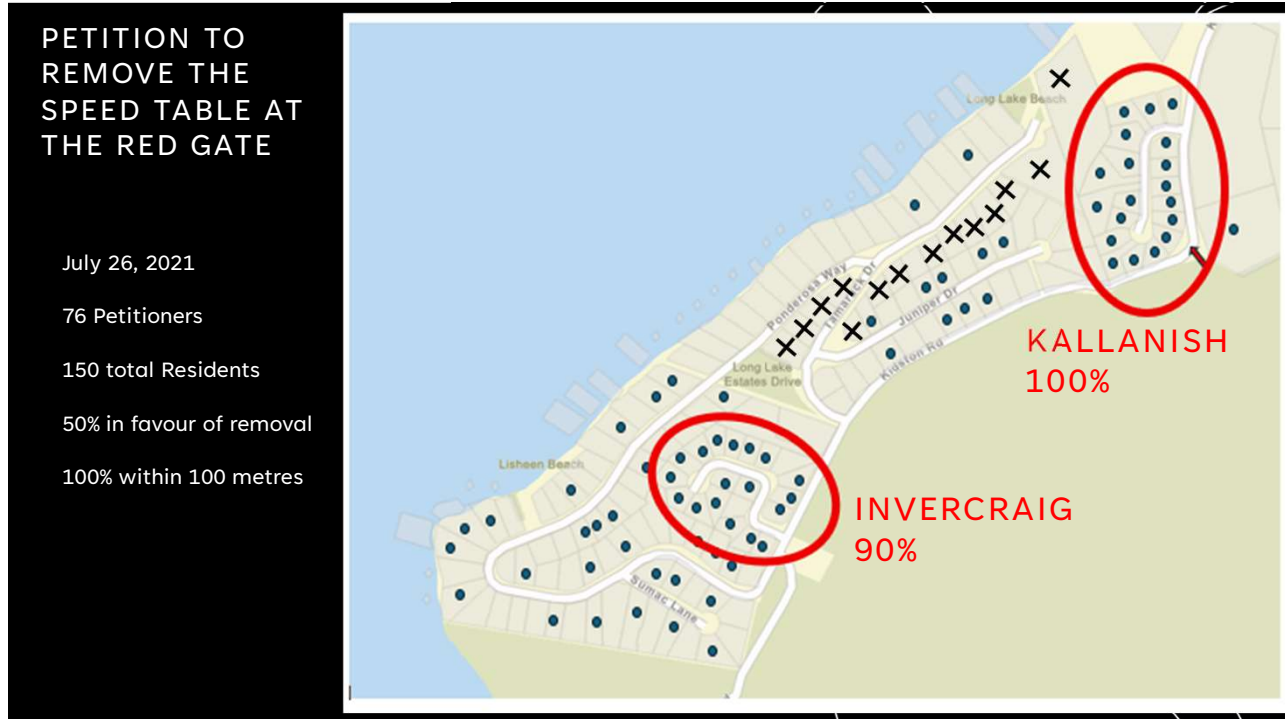 PETITION TO
REMOVE THE
SPEED TABLE AT
THE RED GATE
July 26, 2021
76 Petitioners
150 total Residents
50% in favour of removal
100% within 100 metres
Long Lake Beach
Ponderosa Way
Tamarack Dr
Juniper Dr
Kidston Rd
Long Lake
Estates Drive
KALLANISH
100%
Lisheen Beach
INVERCRAIG
90%
Sumac Lane